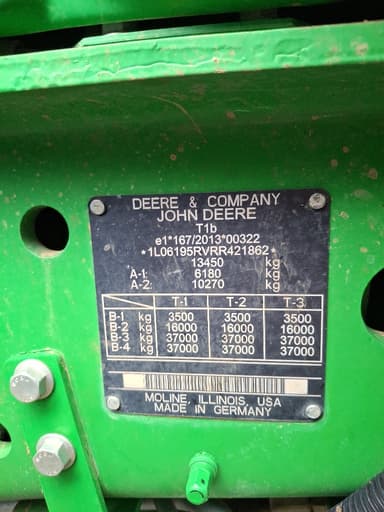 DEERE & COMPANY
JOHN DEERE
T1b
e1*167/2013*00322
*1L06195RVRR421862*
13450 kg
A-1: 6180 kg
A-2: 10270 kg
T-1 T-2 T-3
B-1 kg 3500 3500 3500
B-2 kg 16000 16000 16000
B-3 kg 37000 37000 37000
B-4 kg 37000 37000 37000
MOLINE, ILLINOIS, USA
MADE IN GERMANY